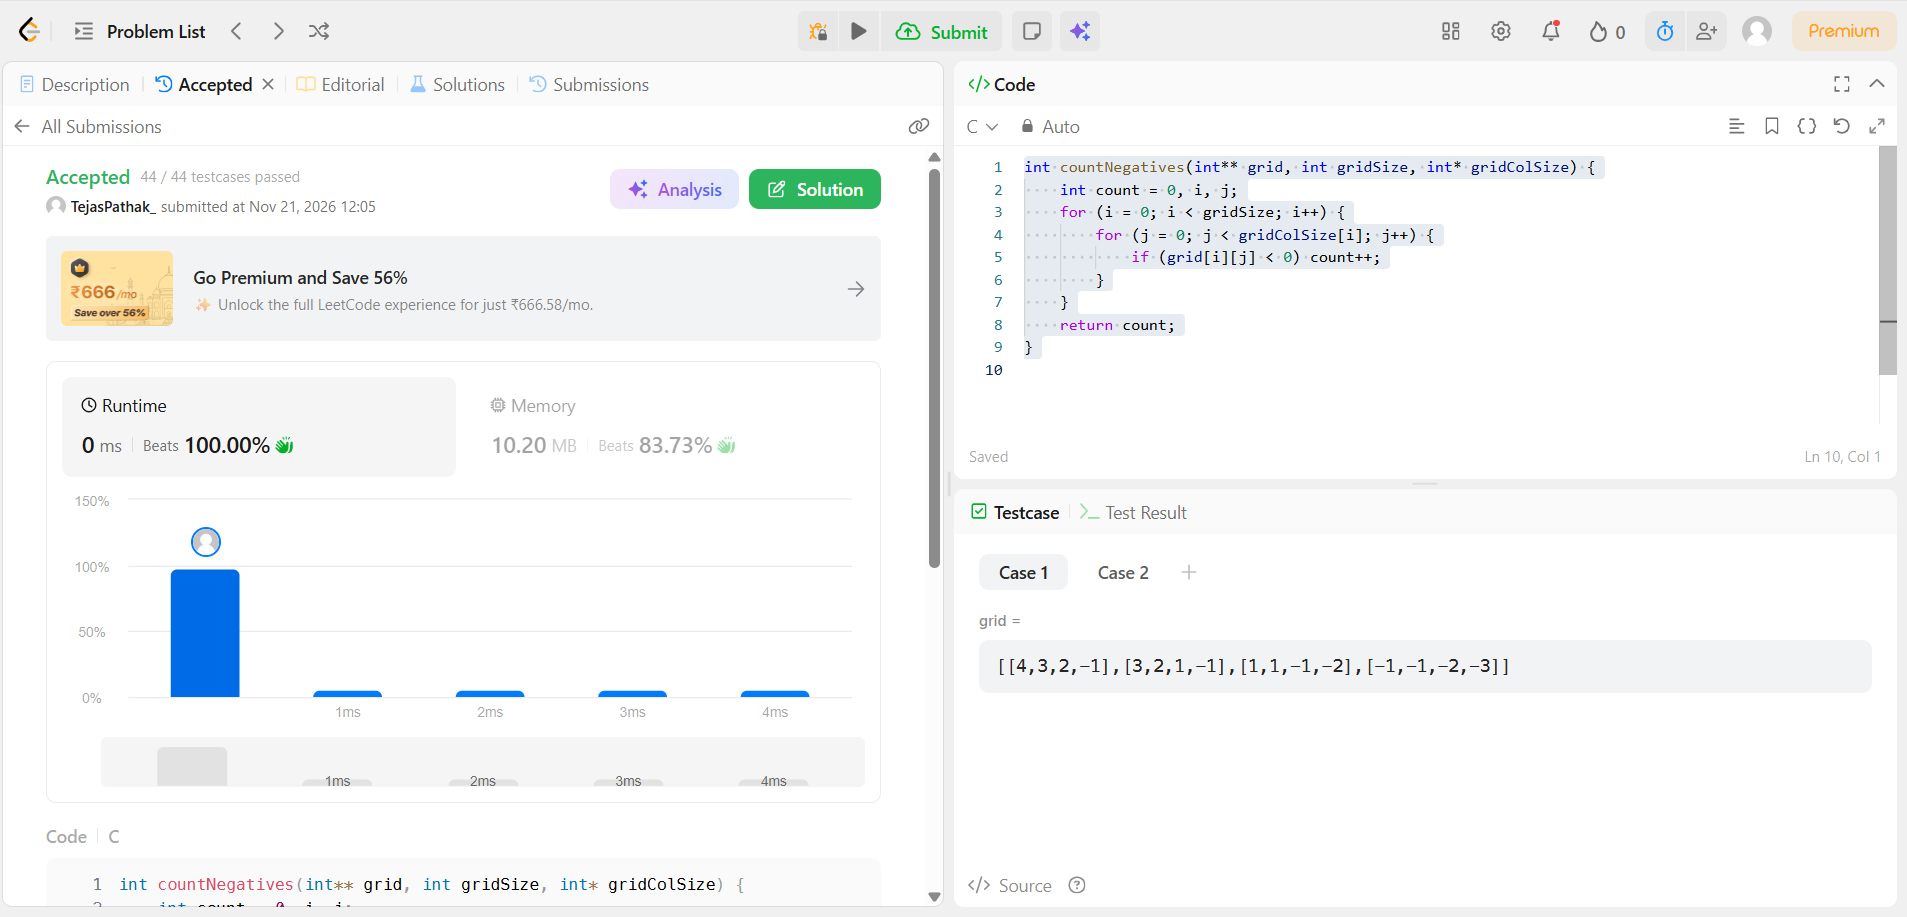 Problem List
Submit
0
Premium
Description
Accepted
Editorial
Solutions
Submissions
All Submissions
Accepted 44 / 44 testcases passed
TejasPathak_ submitted at Nov 21, 2026 12:05
Analysis
Solution
₹666/mo
Save over 56%
Go Premium and Save 56%
✨ Unlock the full LeetCode experience for just ₹666.58/mo.
Runtime
0 ms Beats 100.00%
Memory
10.20 MB Beats 83.73%
150%
100%
50%
0%
1ms 2ms 3ms 4ms
1ms 2ms 3ms 4ms
Code C
1 int countNegatives(int** grid, int gridSize, int* gridColSize) {
</> Code
C
Auto
1 int countNegatives(int** grid, int gridSize, int* gridColSize) {
2 int count = 0, i, j;
3 for (i = 0; i < gridSize; i++) {
4 for (j = 0; j < gridColSize[i]; j++) {
5 if (grid[i][j] < 0) count++;
6 }
7 }
8 return count;
9 }
10
Saved
Ln 10, Col 1
Testcase
Test Result
Case 1
Case 2
grid =
[[4,3,2,-1],[3,2,1,-1],[1,1,-1,-2],[-1,-1,-2,-3]]
</> Source